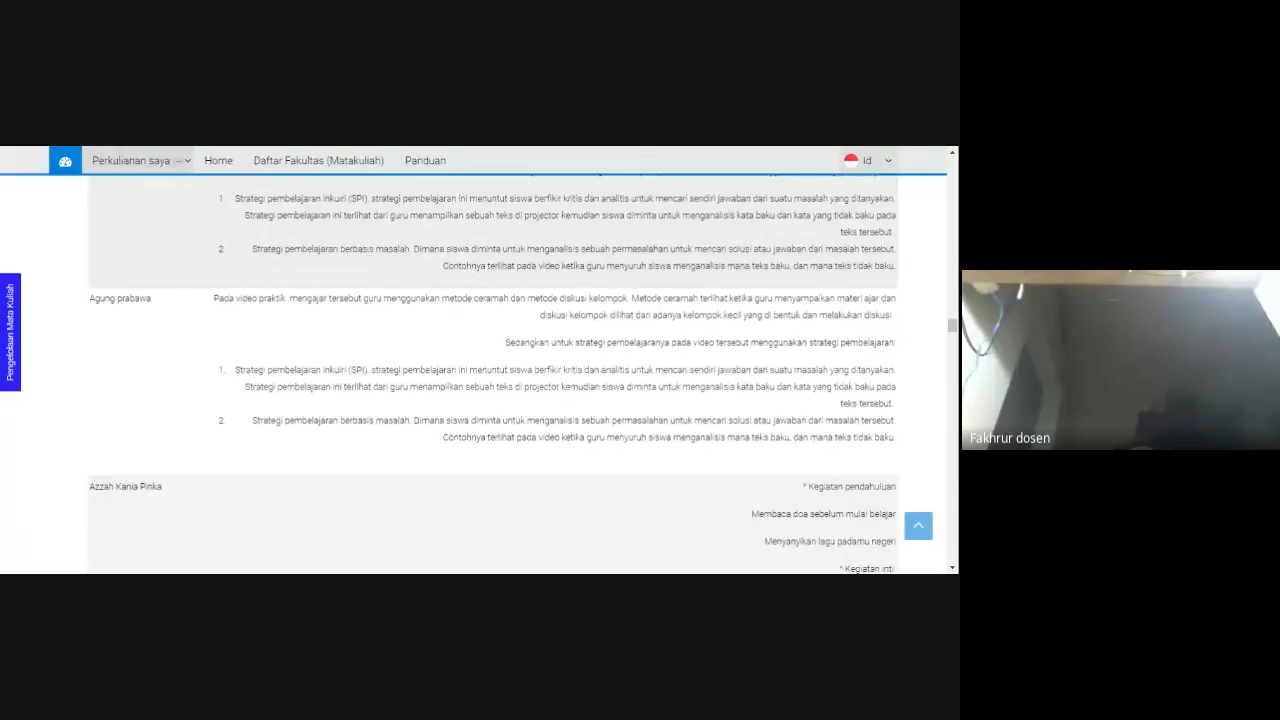 Perkulianan saya
Home
Daftar Fakultas (Matakuliah)
Panduan
Id
1. Strategi pembelajaran inkuiri (SPI), strategi pembelajaran ini menuntut siswa berfikir kritis dan analitis untuk mencari sendiri jawaban dari suatu masalah yang ditanyakan.
Strategi pembelajaran ini terlihat dari guru menampilkan sebuah teks di projector kemudian siswa diminta untuk menganalisis kata baku dan kata yang tidak baku pada
teks tersebut.
2. Strategi pembelajaran berbasis masalah. Dimana siswa diminta untuk menganalisis sebuah permasalahan untuk mencari solusi atau jawaban dari masalah tersebut.
Contohnya terlihat pada video ketika guru menyuruh siswa menganalisis mana teks baku, dan mana teks tidak baku.
Agung prabawa
Pada video praktik mengajar tersebut guru menggunakan metode ceramah dan metode diskusi kelompok. Metode ceramah terlihat ketika guru menyampaikan materi ajar dan
diskusi kelompok dilihat dari adanya kelompok kecil yang di bentuk dan melakukan diskusi
Sedangkan untuk strategi pembelajaranya pada video tersebut menggunakan strategi pembelajaran:
1. Strategi pembelajaran inkuiri (SPI), strategi pembelajaran ini menuntut siswa berfikir kritis dan analitis untuk mencari sendiri jawaban dari suatu masalah yang ditanyakan.
Strategi pembelajaran ini terlihat dari guru menampilkan sebuah teks di projector kemudian siswa diminta untuk menganalisis kata baku dan kata yang tidak baku pada
teks tersebut.
2. Strategi pembelajaran berbasis masalah. Dimana siswa diminta untuk menganalisis sebuah permasalahan untuk mencari solusi atau jawaban dari masalah tersebut.
Contohnya terlihat pada video ketika guru menyuruh siswa menganalisis mana teks baku, dan mana teks tidak baku.
Azzah Kania Pinka
* Kegiatan pendahuluan
Membaca doa sebelum mulai belajar
Menyanyikan lagu padamu negeri
* Kegiatan inti
Pengelolaan Mata Kuliah
Fakhrur dosen